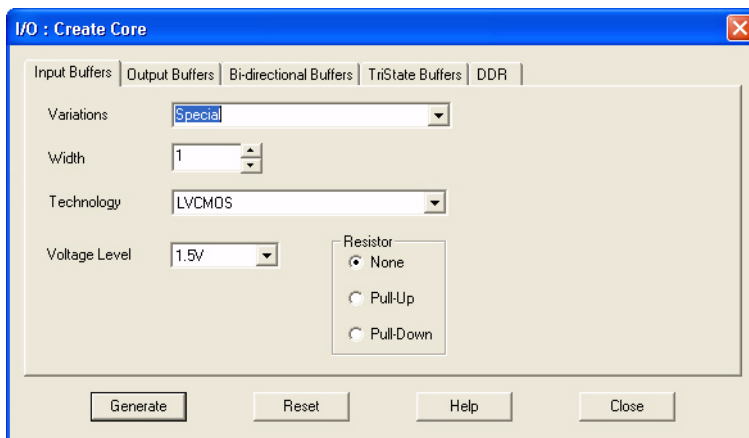 I/O : Create Core
Input Buffers Output Buffers Bi-directional Buffers TriState Buffers DDR
Variations Special
Width 1
Technology LVCMOS
Voltage Level 1.5V
Resistor
None
Pull-Up
Pull-Down
Generate Reset Help Close